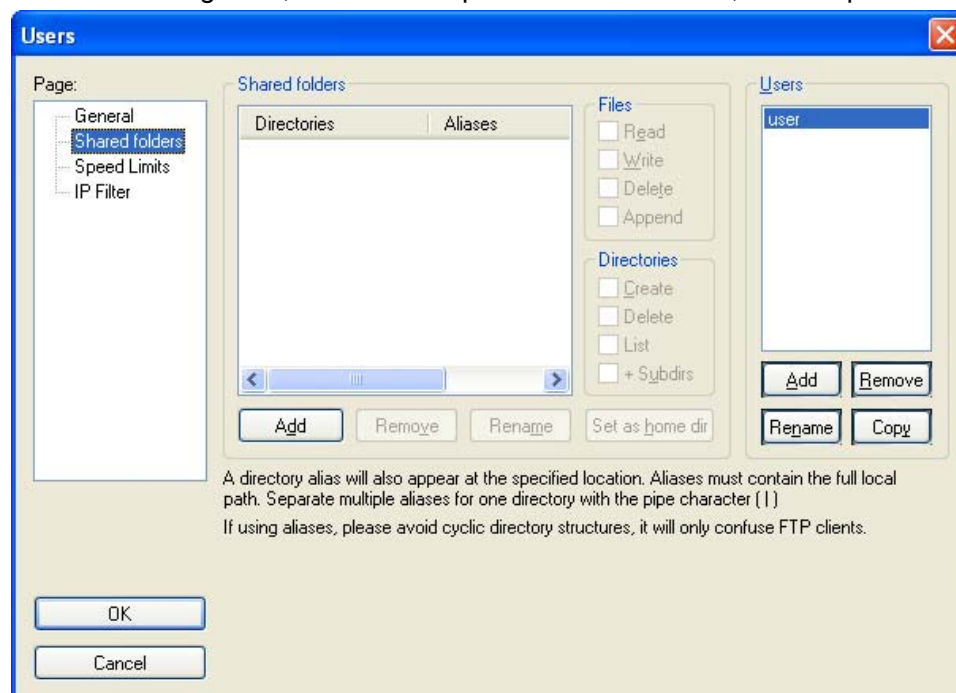 Users
Page:
General
Shared folders
Speed Limits
IP Filter
Shared folders
Directories Aliases
Files
Read
Write
Delete
Append
Directories
Create
Delete
List
+ Subdirs
Add Remove Rename Set as home dir
Users
user
Add Remove
Rename Copy
A directory alias will also appear at the specified location. Aliases must contain the full local
path. Separate multiple aliases for one directory with the pipe character ( | )
If using aliases, please avoid cyclic directory structures, it will only confuse FTP clients.
OK
Cancel